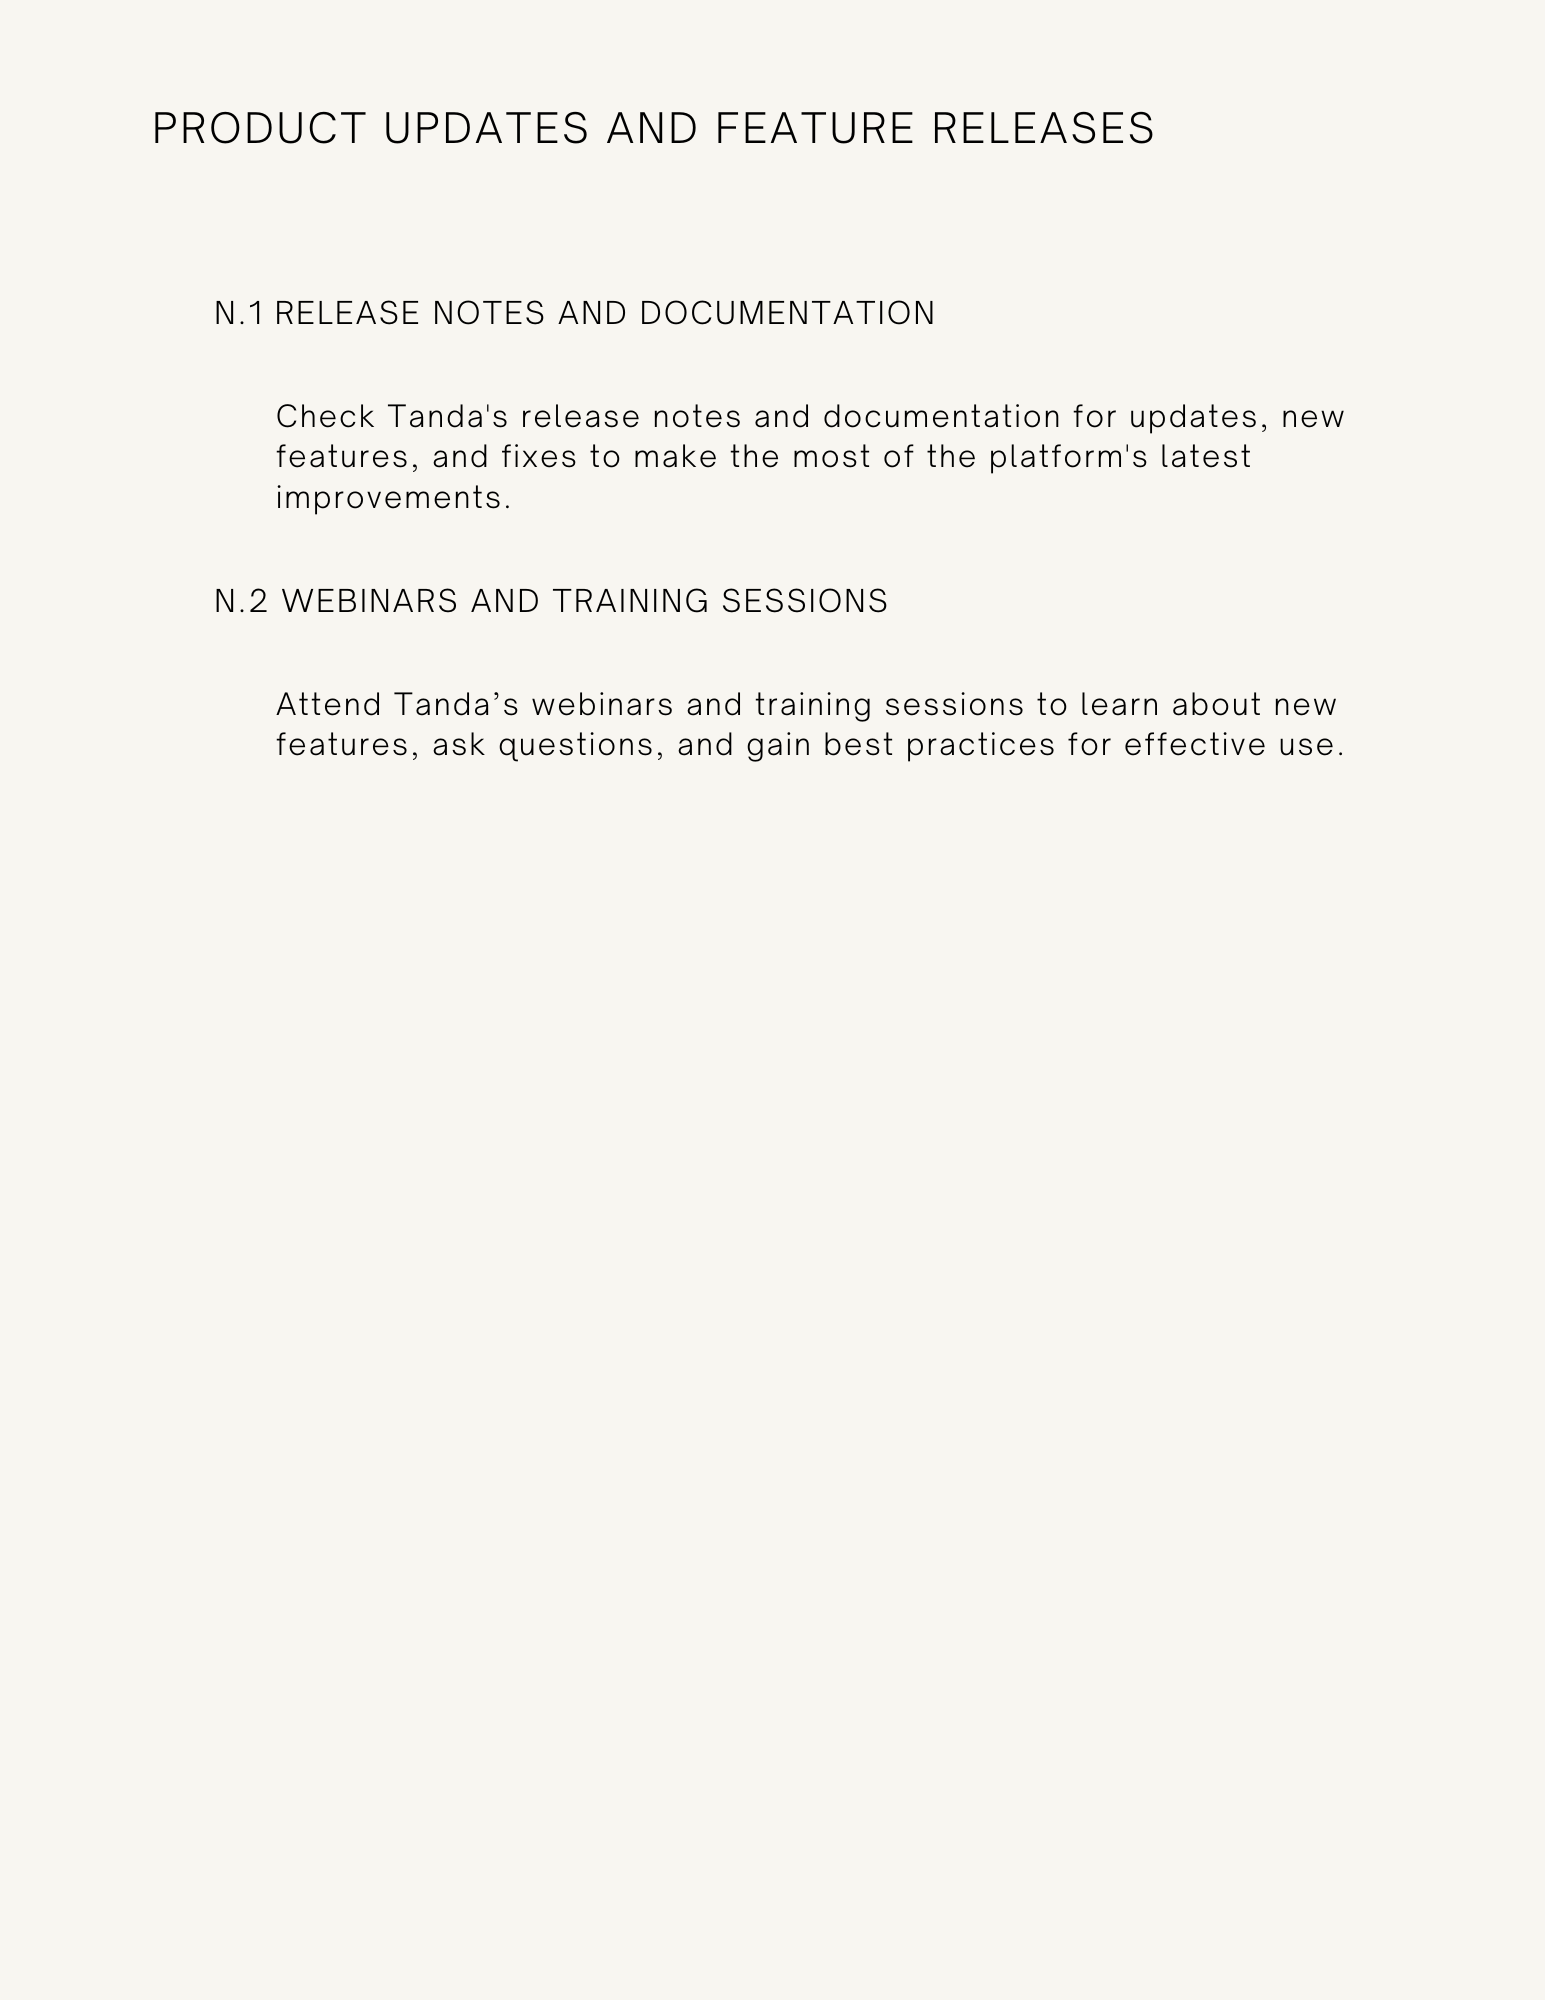 PRODUCT UPDATES AND FEATURE RELEASES
N.1 RELEASE NOTES AND DOCUMENTATION
Check Tanda's release notes and documentation for updates, new
features, and fixes to make the most of the platform's latest
improvements.
N.2 WEBINARS AND TRAINING SESSIONS
Attend Tanda’s webinars and training sessions to learn about new
features, ask questions, and gain best practices for effective use.